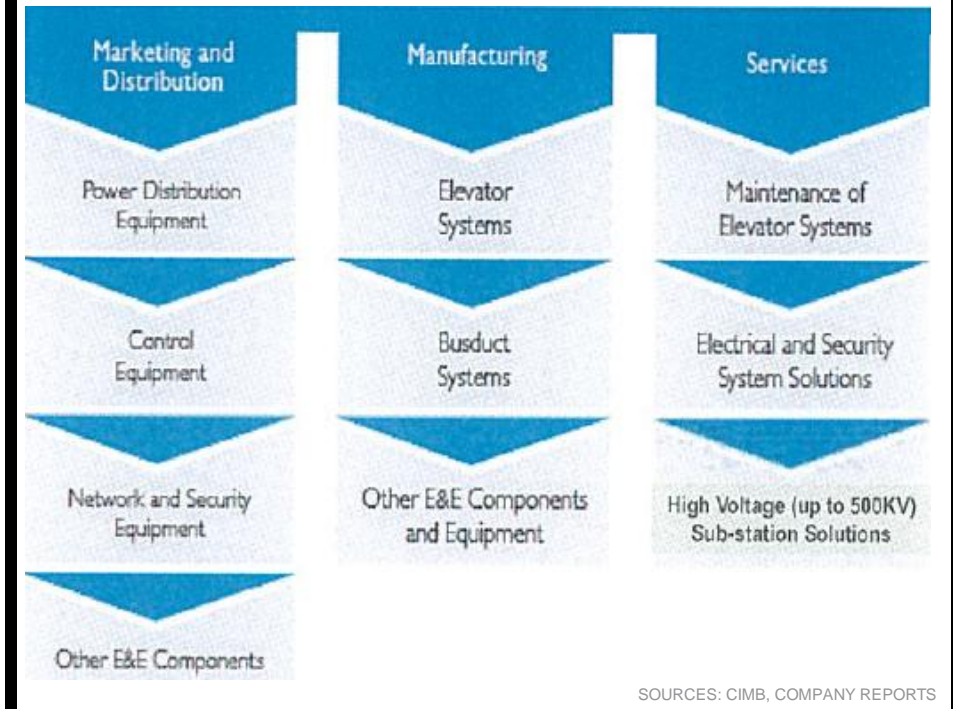 Marketing and
Distribution
Power Distribution
Equipment
Control
Equipment
Network and Security
Equipment
Other E&E Components
Manufacturing
Elevator
Systems
Busduct
Systems
Other E&E Components
and Equipment
Services
Maintenance of
Elevator Systems
Electrical and Security
System Solutions
High Voltage (up to 500KV)
Sub-station Solutions
SOURCES: CIMB, COMPANY REPORTS